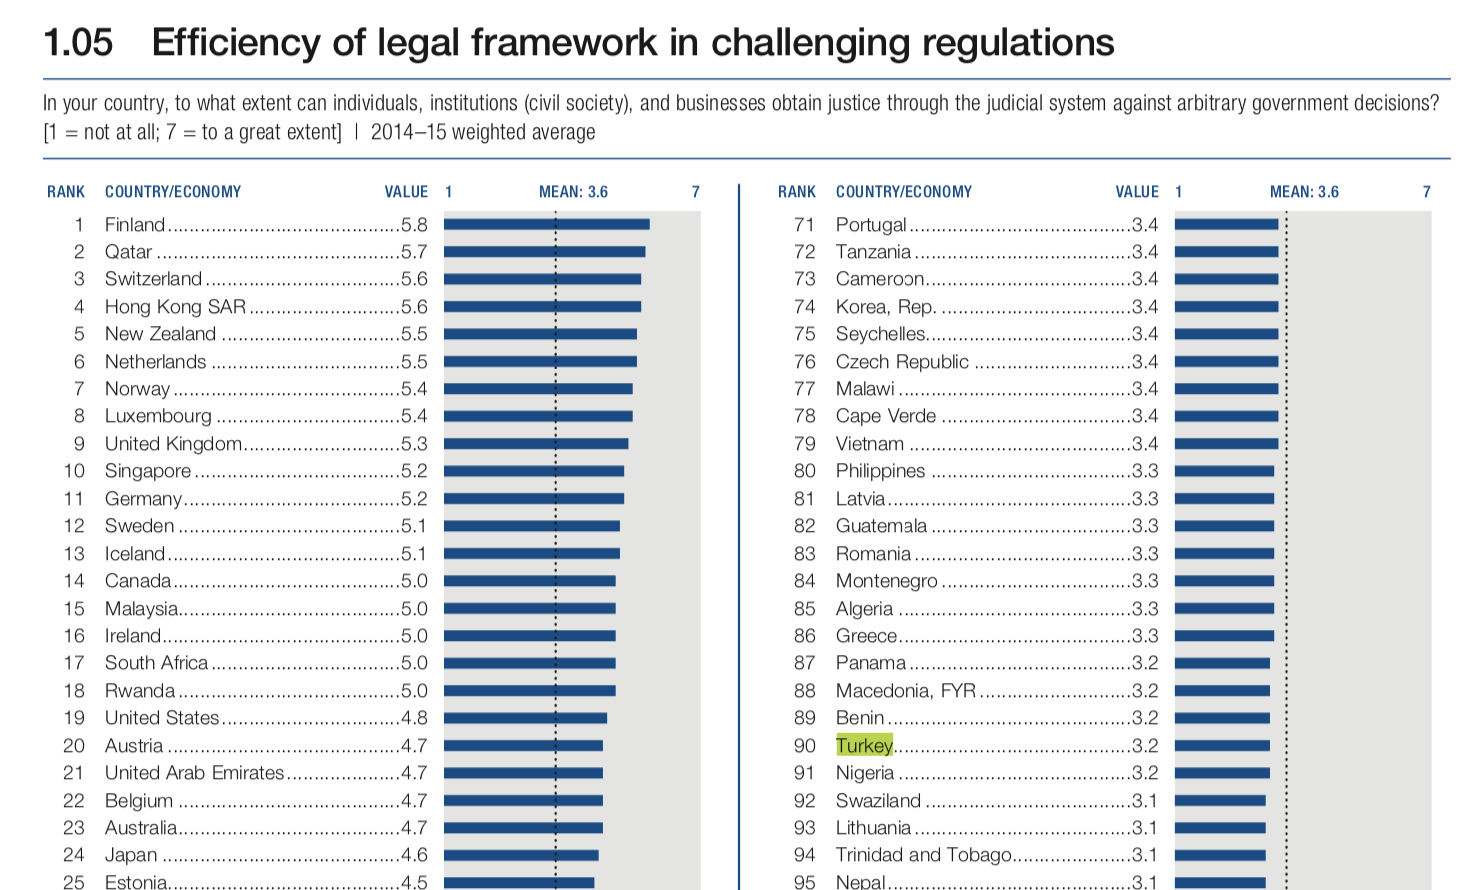 1.05 Efficiency of legal framework in challenging regulations
In your country, to what extent can individuals, institutions (civil society), and businesses obtain justice through the judicial system against arbitrary government decisions?
[1 = not at all; 7 = to a great extent] | 2014–15 weighted average
RANK COUNTRY/ECONOMY VALUE 1 MEAN: 3.6 7
1 Finland 5.8
2 Qatar 5.7
3 Switzerland 5.6
4 Hong Kong SAR 5.6
5 New Zealand 5.5
6 Netherlands 5.5
7 Norway 5.4
8 Luxembourg 5.4
9 United Kingdom 5.3
10 Singapore 5.2
11 Germany 5.2
12 Sweden 5.1
13 Iceland 5.1
14 Canada 5.0
15 Malaysia 5.0
16 Ireland 5.0
17 South Africa 5.0
18 Rwanda 5.0
19 United States 4.8
20 Austria 4.7
21 United Arab Emirates 4.7
22 Belgium 4.7
23 Australia 4.7
24 Japan 4.6
25 Estonia 4.5
RANK COUNTRY/ECONOMY VALUE 1 MEAN: 3.6 7
71 Portugal 3.4
72 Tanzania 3.4
73 Cameroon 3.4
74 Korea, Rep. 3.4
75 Seychelles 3.4
76 Czech Republic 3.4
77 Malawi 3.4
78 Cape Verde 3.4
79 Vietnam 3.4
80 Philippines 3.3
81 Latvia 3.3
82 Guatemala 3.3
83 Romania 3.3
84 Montenegro 3.3
85 Algeria 3.3
86 Greece 3.3
87 Panama 3.2
88 Macedonia, FYR 3.2
89 Benin 3.2
90 Turkey 3.2
91 Nigeria 3.2
92 Swaziland 3.1
93 Lithuania 3.1
94 Trinidad and Tobago 3.1
95 Nepal 3.1